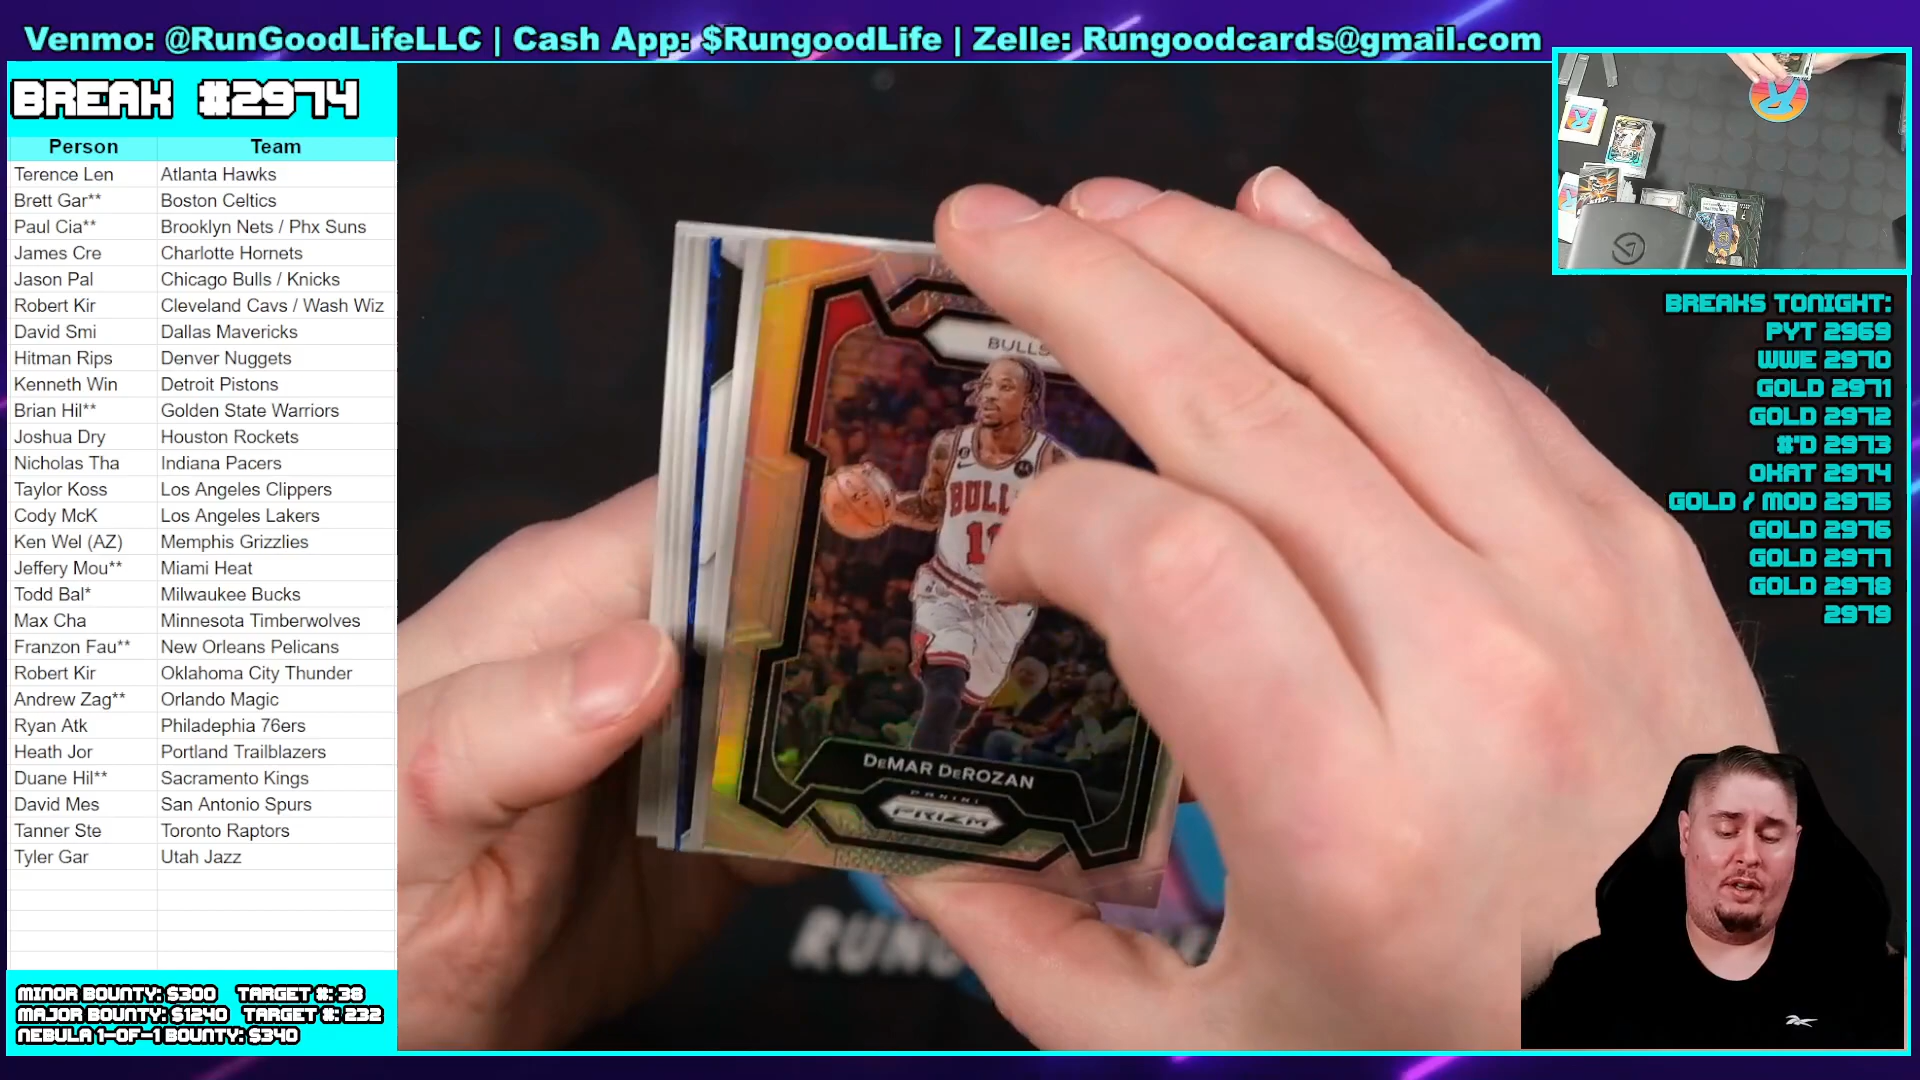 Venmo: @RunGoodLifeLLC | Cash App: $RungoodLife | Zelle: Rungoodcards@gmail.com
BREAK #2974
Person Team
Terence Len Atlanta Hawks
Brett Gar** Boston Celtics
Paul Cia** Brooklyn Nets / Phx Suns
James Cre Charlotte Hornets
Jason Pal Chicago Bulls / Knicks
Robert Kir Cleveland Cavs / Wash Wiz
David Smi Dallas Mavericks
Hitman Rips Denver Nuggets
Kenneth Win Detroit Pistons
Brian Hil** Golden State Warriors
Joshua Dry Houston Rockets
Nicholas Tha Indiana Pacers
Taylor Koss Los Angeles Clippers
Cody McK Los Angeles Lakers
Ken Wel (AZ) Memphis Grizzlies
Jeffery Mou** Miami Heat
Todd Bal* Milwaukee Bucks
Max Cha Minnesota Timberwolves
Franzon Fau** New Orleans Pelicans
Robert Kir Oklahoma City Thunder
Andrew Zag** Orlando Magic
Ryan Atk Philadephia 76ers
Heath Jor Portland Trailblazers
Duane Hil** Sacramento Kings
David Mes San Antonio Spurs
Tanner Ste Toronto Raptors
Tyler Gar Utah Jazz
MINOR BOUNTY: $300 TARGET #: 38
MAJOR BOUNTY: $1240 TARGET #: 232
NEBULA 1-OF-1 BOUNTY: $340
BULLS
BULL
DeMAR DeROZAN
PANINI
PRIZM
BREAKS TONIGHT:
PYT 2969
WWE 2970
GOLD 2971
GOLD 2972
#'D 2973
OKAT 2974
GOLD / MOD 2975
GOLD 2976
GOLD 2977
GOLD 2978
2979